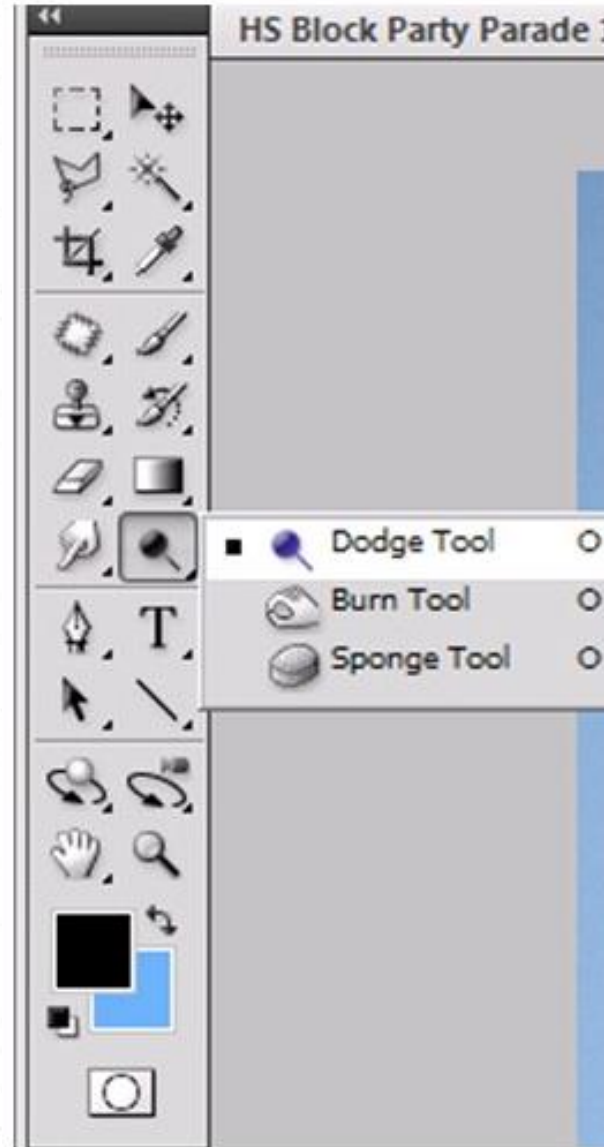 HS Block Party Parade
Dodge Tool O
Burn Tool O
Sponge Tool O
T